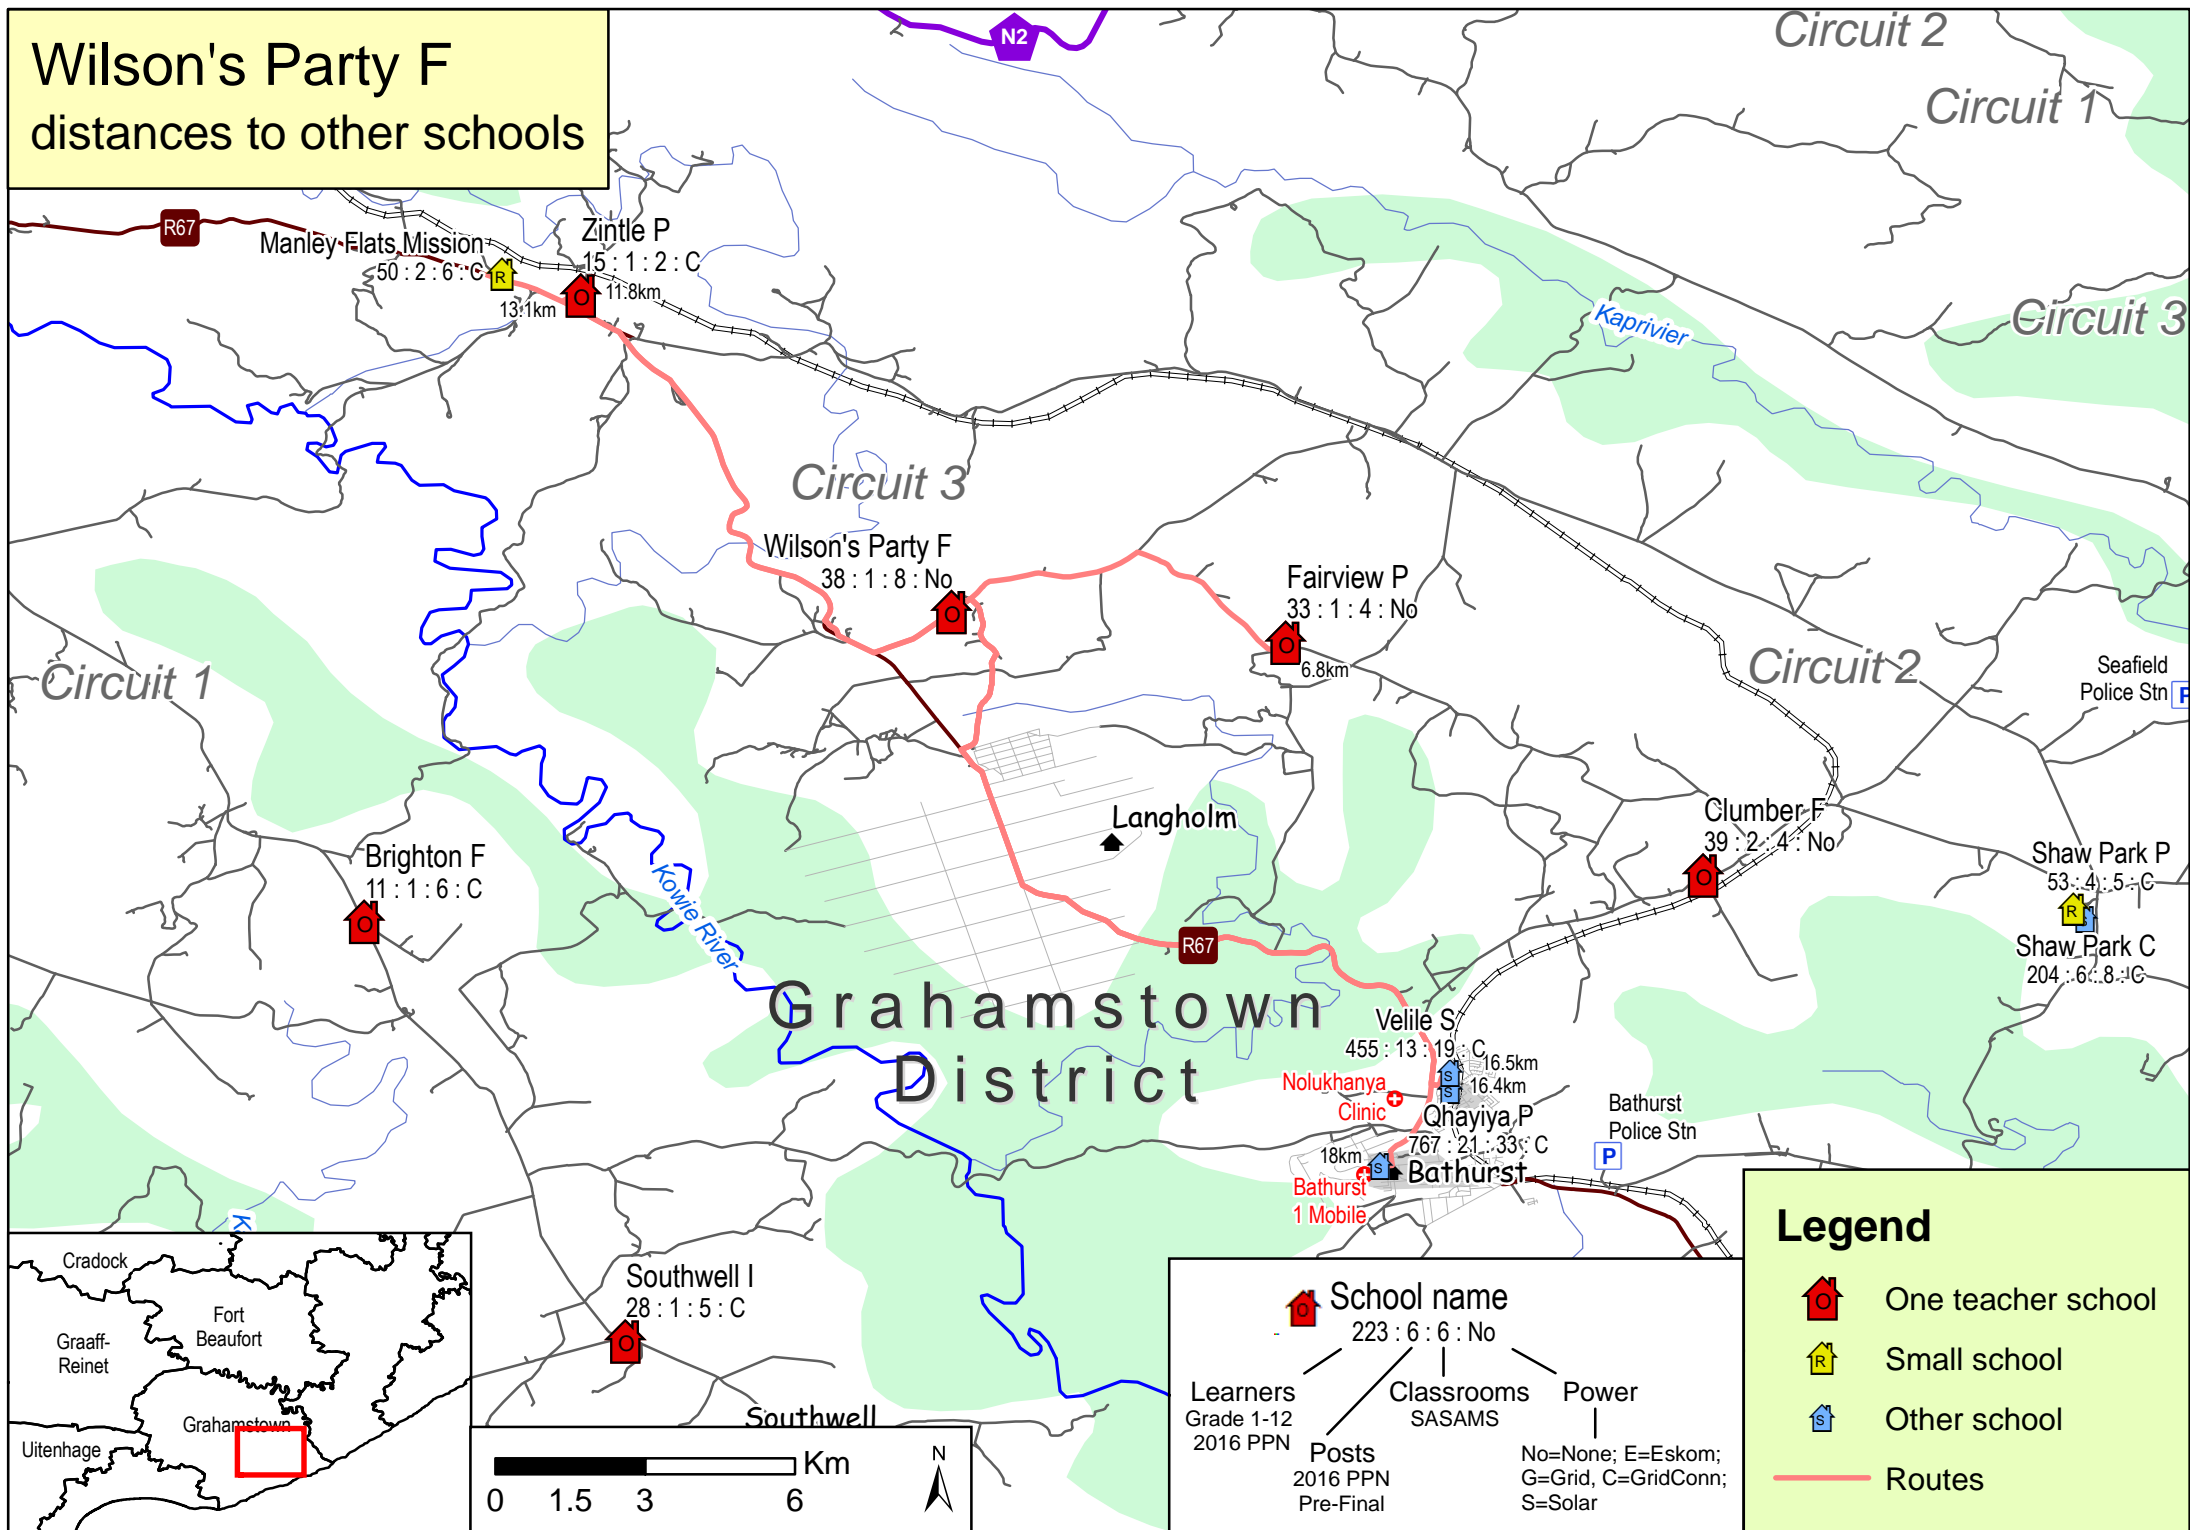 Wilson's Party F
distances to other schools
N2
Circuit 2
Circuit 1
Circuit 3
R67
Manley Flats Mission
50 : 2 : 6 : C
R
13.1km
Zintle P
15 : 1 : 2 : C
O
11.8km
Kaprivier
Circuit 3
Wilson's Party F
38 : 1 : 8 : No
O
Fairview P
33 : 1 : 4 : No
O
6.8km
Circuit 1
Circuit 2
Seafield
Police Stn
P
Langholm
Clumber F
39 : 2 : 4 : No
O
Brighton F
11 : 1 : 6 : C
O
Kowie River
Shaw Park P
53 : 4 : 5 : C
R
Shaw Park C
204 : 6 : 8 : C
R67
Grahamstown
District
Velile S
455 : 13 : 19 : C
S
16.5km
S
16.4km
Nolukhanya
Clinic
Qhayiya P
767 : 21 : 33 : C
18km
S
Bathurst
Bathurst
1 Mobile
Bathurst
Police Stn
P
K
Southwell I
28 : 1 : 5 : C
O
Southwell
Cradock
Fort
Beaufort
Graaff-
Reinet
Grahamstown
Uitenhage
Km
0 1.5 3 6
N
O
School name
223 : 6 : 6 : No
Learners
Grade 1-12
2016 PPN
Posts
2016 PPN
Pre-Final
Classrooms
SASAMS
Power
No=None; E=Eskom;
G=Grid, C=GridConn;
S=Solar
Legend
O One teacher school
R Small school
S Other school
Routes